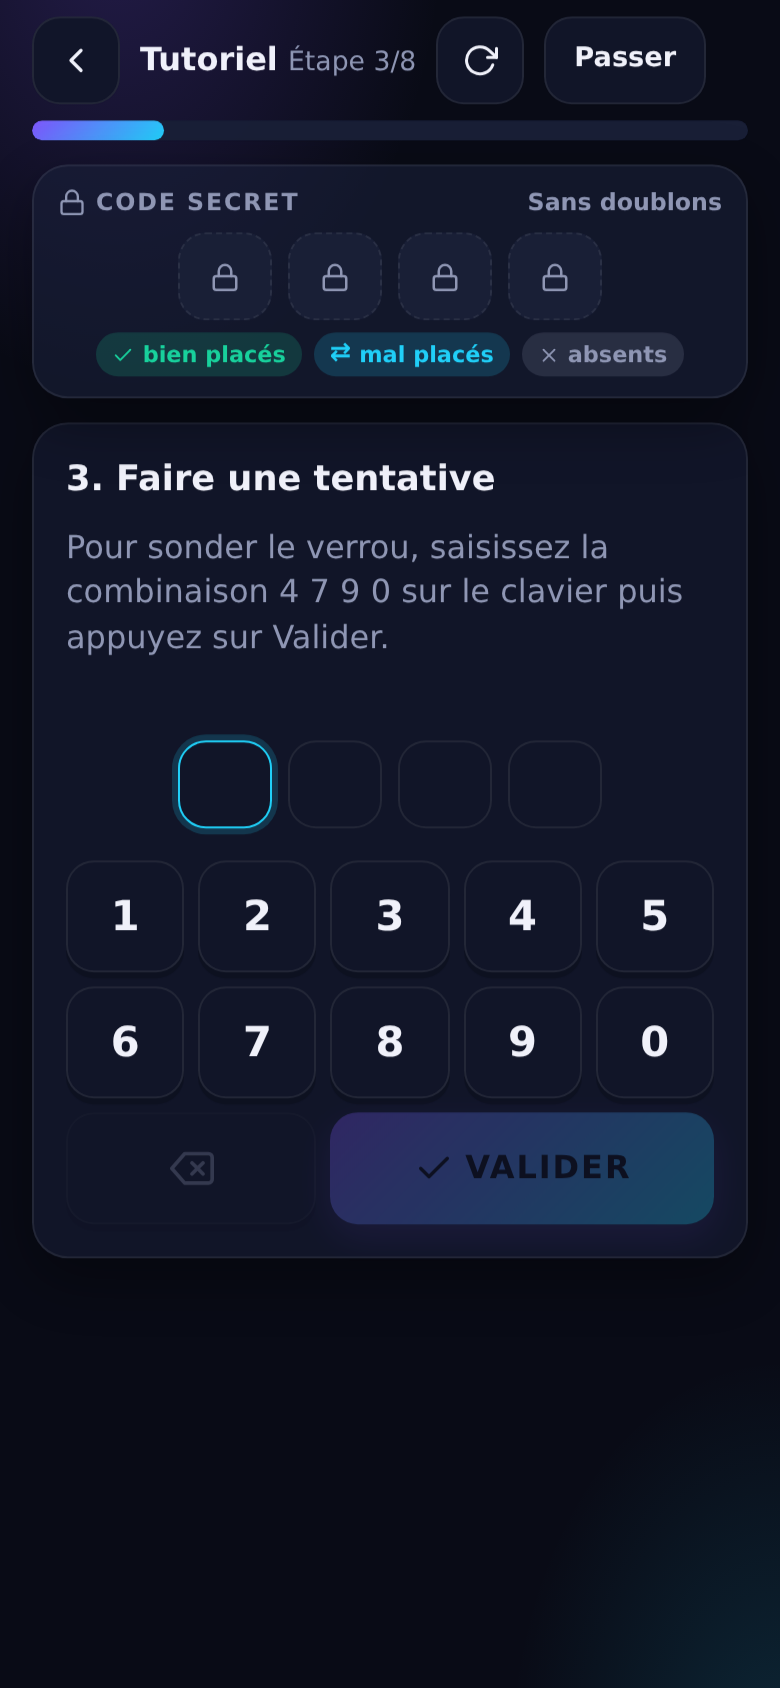 Tutoriel Étape 3/8 Passer
CODE SECRET Sans doublons
bien placés mal placés absents
3. Faire une tentative
Pour sonder le verrou, saisissez la
combinaison 4 7 9 0 sur le clavier puis
appuyez sur Valider.
1 2 3 4 5
6 7 8 9 0
VALIDER